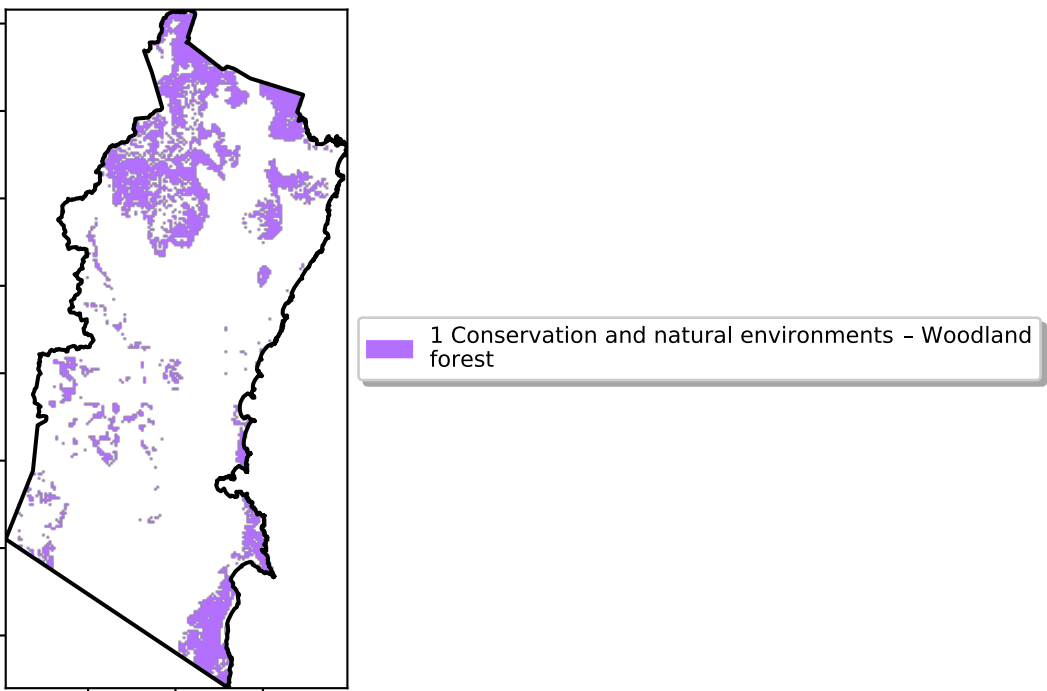 1 Conservation and natural environments – Woodland
forest